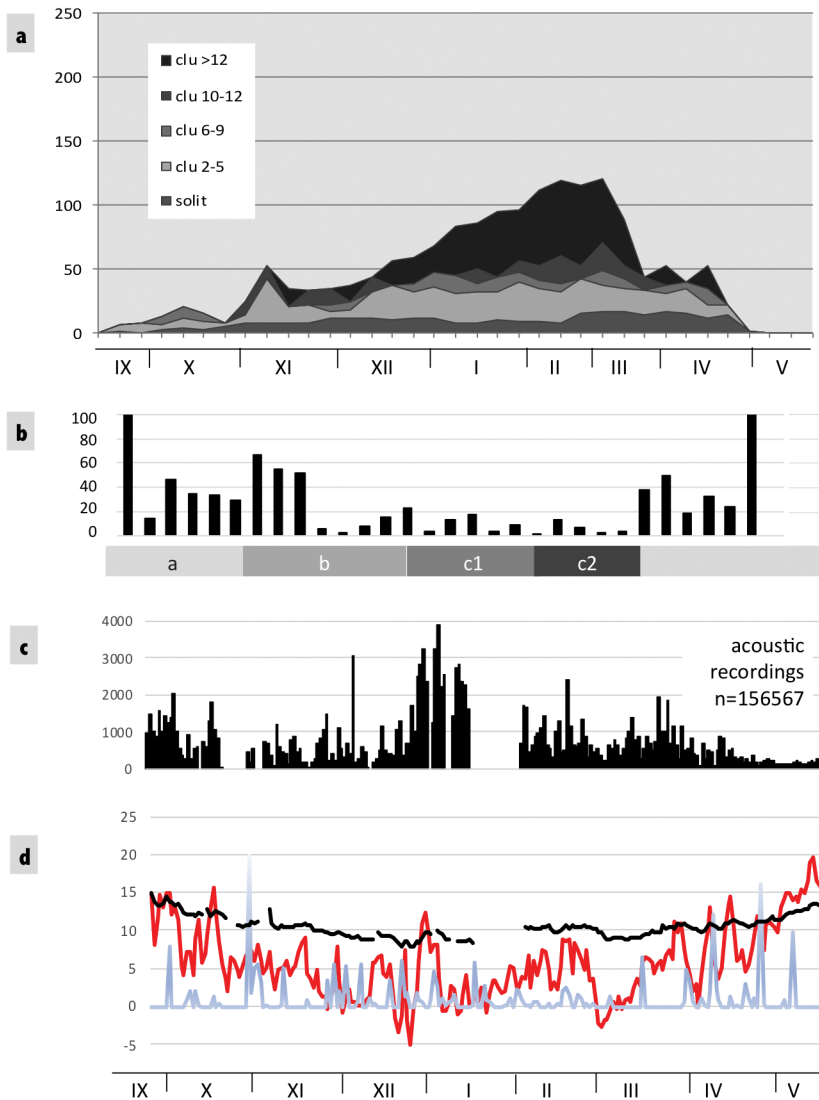 a
250
200
150
100
50
0
clu >12
clu 10-12
clu 6-9
clu 2-5
solit
IX X XI XII I II III IV V
b
100
80
60
40
20
0
a b c1 c2
c
4000
3000
2000
1000
0
acoustic
recordings
n=156567
d
25
20
15
10
5
0
-5
IX X XI XII I II III IV V